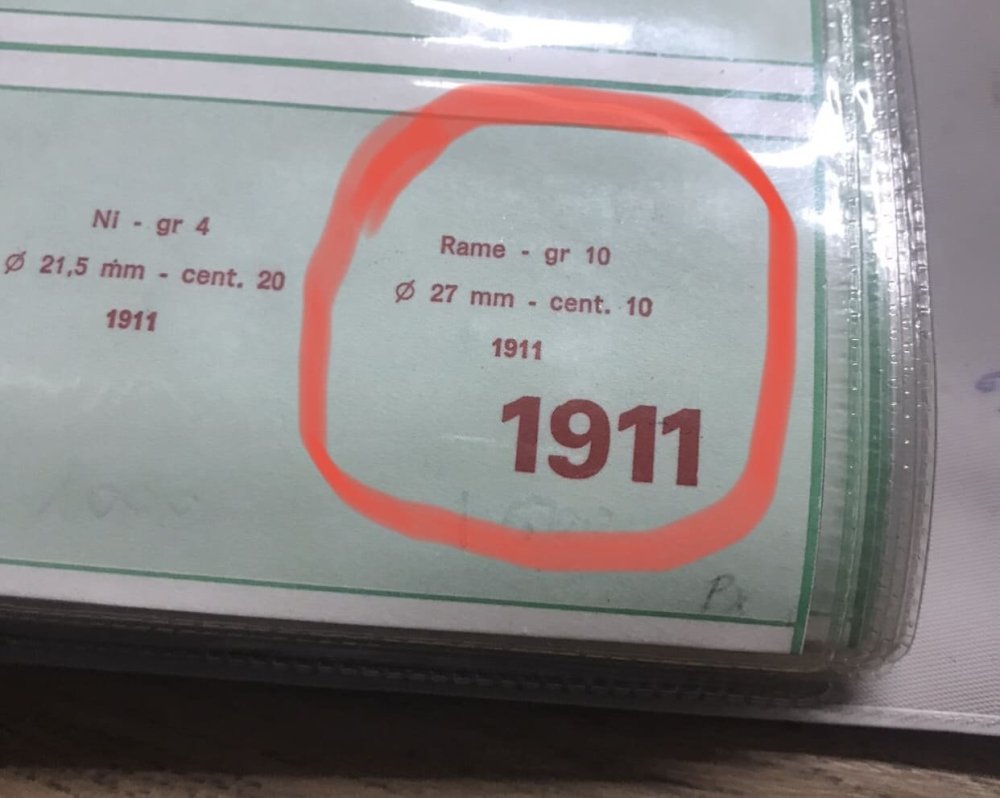 Ni - gr 4
Ø 21,5 mm - cent. 20
1911
Rame - gr 10
Ø 27 mm - cent. 10
1911
1911